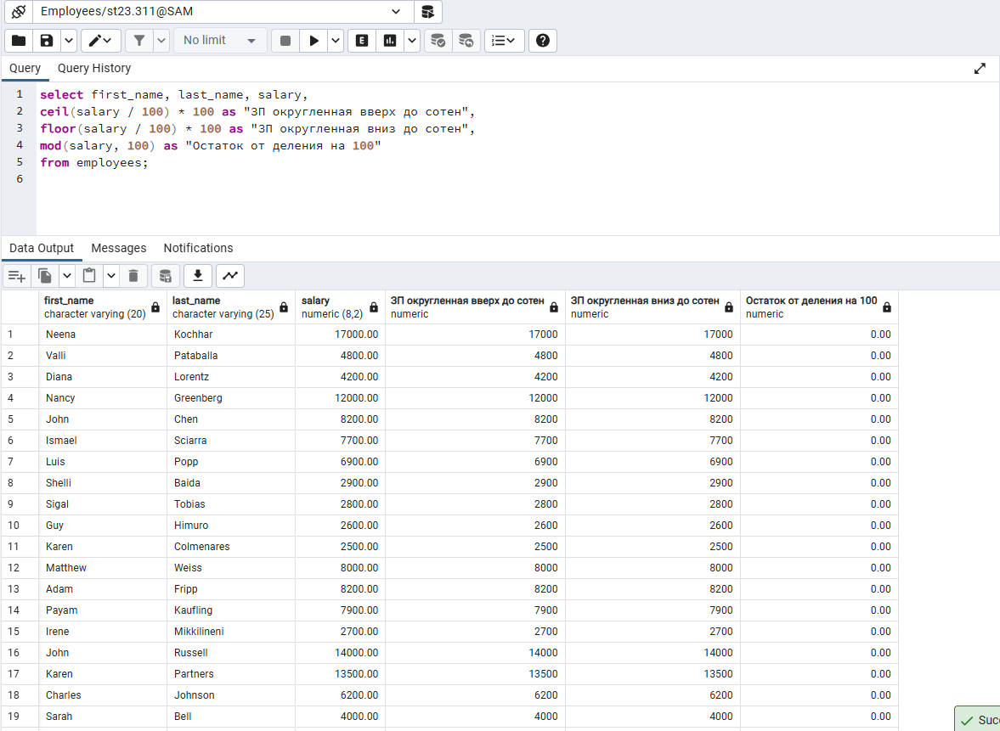 Employees/st23.311@SAM
No limit
Query Query History
1 select first_name, last_name, salary,
2 ceil(salary / 100) * 100 as "ЗП округленная вверх до сотен",
3 floor(salary / 100) * 100 as "ЗП округленная вниз до сотен",
4 mod(salary, 100) as "Остаток от деления на 100"
5 from employees;
6
Data Output Messages Notifications
first_name last_name salary ЗП округленная вверх до сотен ЗП округленная вниз до сотен Остаток от деления на 100
character varying (20) character varying (25) numeric (8,2) numeric numeric numeric
1 Neena Kochhar 17000.00 17000 17000 0.00
2 Valli Pataballa 4800.00 4800 4800 0.00
3 Diana Lorentz 4200.00 4200 4200 0.00
4 Nancy Greenberg 12000.00 12000 12000 0.00
5 John Chen 8200.00 8200 8200 0.00
6 Ismael Sciarra 7700.00 7700 7700 0.00
7 Luis Popp 6900.00 6900 6900 0.00
8 Shelli Baida 2900.00 2900 2900 0.00
9 Sigal Tobias 2800.00 2800 2800 0.00
10 Guy Himuro 2600.00 2600 2600 0.00
11 Karen Colmenares 2500.00 2500 2500 0.00
12 Matthew Weiss 8000.00 8000 8000 0.00
13 Adam Fripp 8200.00 8200 8200 0.00
14 Payam Kaufling 7900.00 7900 7900 0.00
15 Irene Mikkilineni 2700.00 2700 2700 0.00
16 John Russell 14000.00 14000 14000 0.00
17 Karen Partners 13500.00 13500 13500 0.00
18 Charles Johnson 6200.00 6200 6200 0.00
19 Sarah Bell 4000.00 4000 4000 0.00